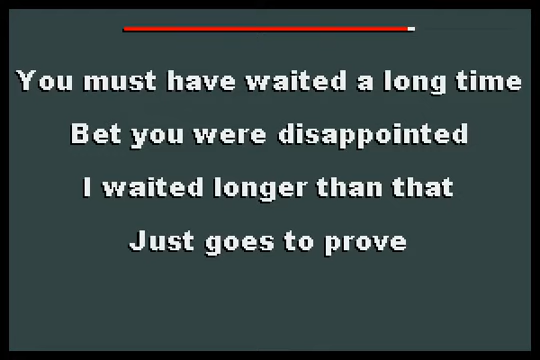 You must have waited a long time
Bet you were disappointed
I waited longer than that
Just goes to prove